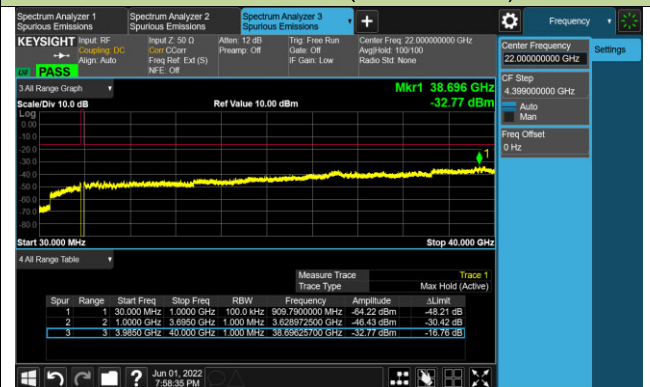 Spectrum Analyzer 1
Spurious Emissions
Spectrum Analyzer 2
Spurious Emissions
Spectrum Analyzer 3
Spurious Emissions
Frequency
KEYSIGHT
Input: RF
Coupling: DC
Align: Auto
Input Z: 50 Ω
Corr CCorr
Freq Ref: Ext (S)
NFE: Off
Atten: 12 dB
Preamp: Off
Trig: Free Run
Gate: Off
IF Gain: Low
Center Freq: 22.000000000 GHz
Avg|Hold: 100/100
Radio Std: None
PASS
3 All Range Graph
Mkr1 38.696 GHz
Scale/Div 10.0 dB
Ref Value 10.00 dBm
-32.77 dBm
Log
0.00
-10.0
-20.0
-30.0
-40.0
-50.0
-60.0
-70.0
-80.0
1
Start 30.000 MHz
Stop 40.000 GHz
4 All Range Table
Measure Trace Trace 1
Trace Type Max Hold (Active)
Spur Range Start Freq Stop Freq RBW Frequency Amplitude ΔLimit
1 1 30.000 MHz 1.0000 GHz 100.0 kHz 909.7900000 MHz -64.22 dBm -48.21 dB
2 2 1.0000 GHz 3.6950 GHz 1.000 MHz 3.628972500 GHz -46.43 dBm -30.42 dB
3 3 3.9850 GHz 40.000 GHz 1.000 MHz 38.69625700 GHz -32.77 dBm -16.76 dB
Center Frequency
22.000000000 GHz
Settings
CF Step
4.399000000 GHz
Auto
Man
Freq Offset
0 Hz
?
Jun 01, 2022
7:58:35 PM